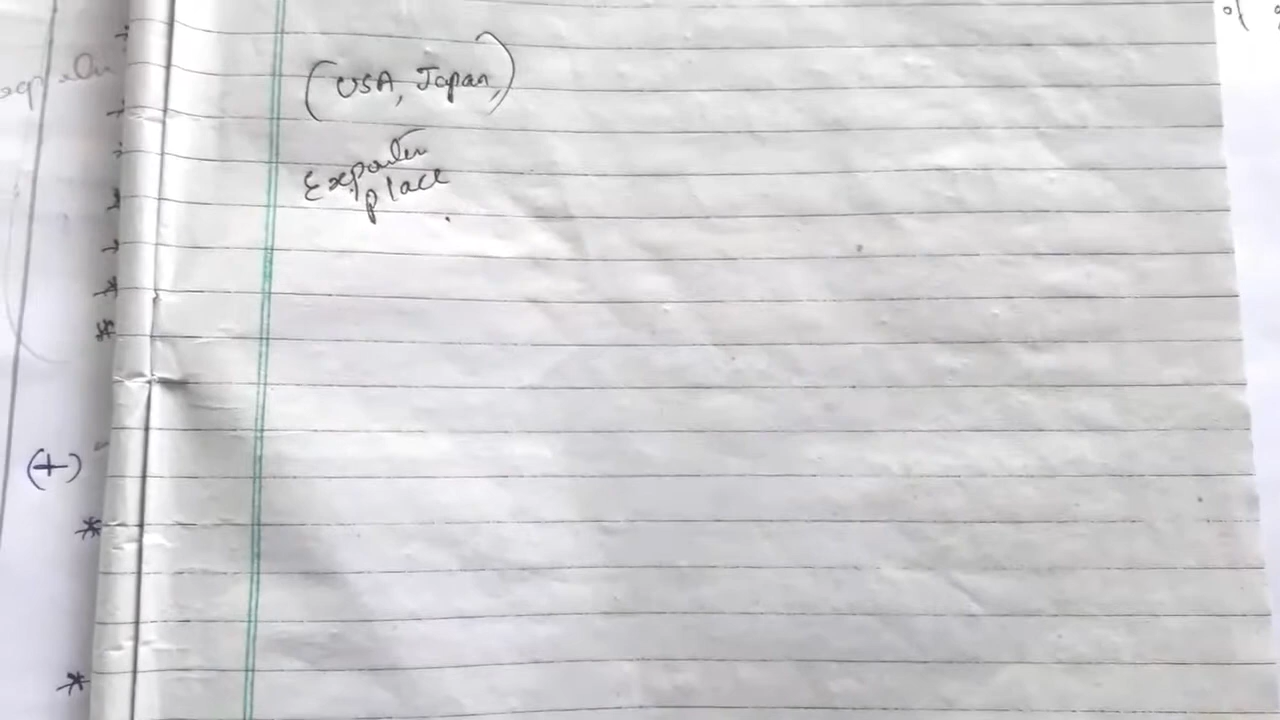 (USA, Japan,)
Exporter
place
(+)
*
*